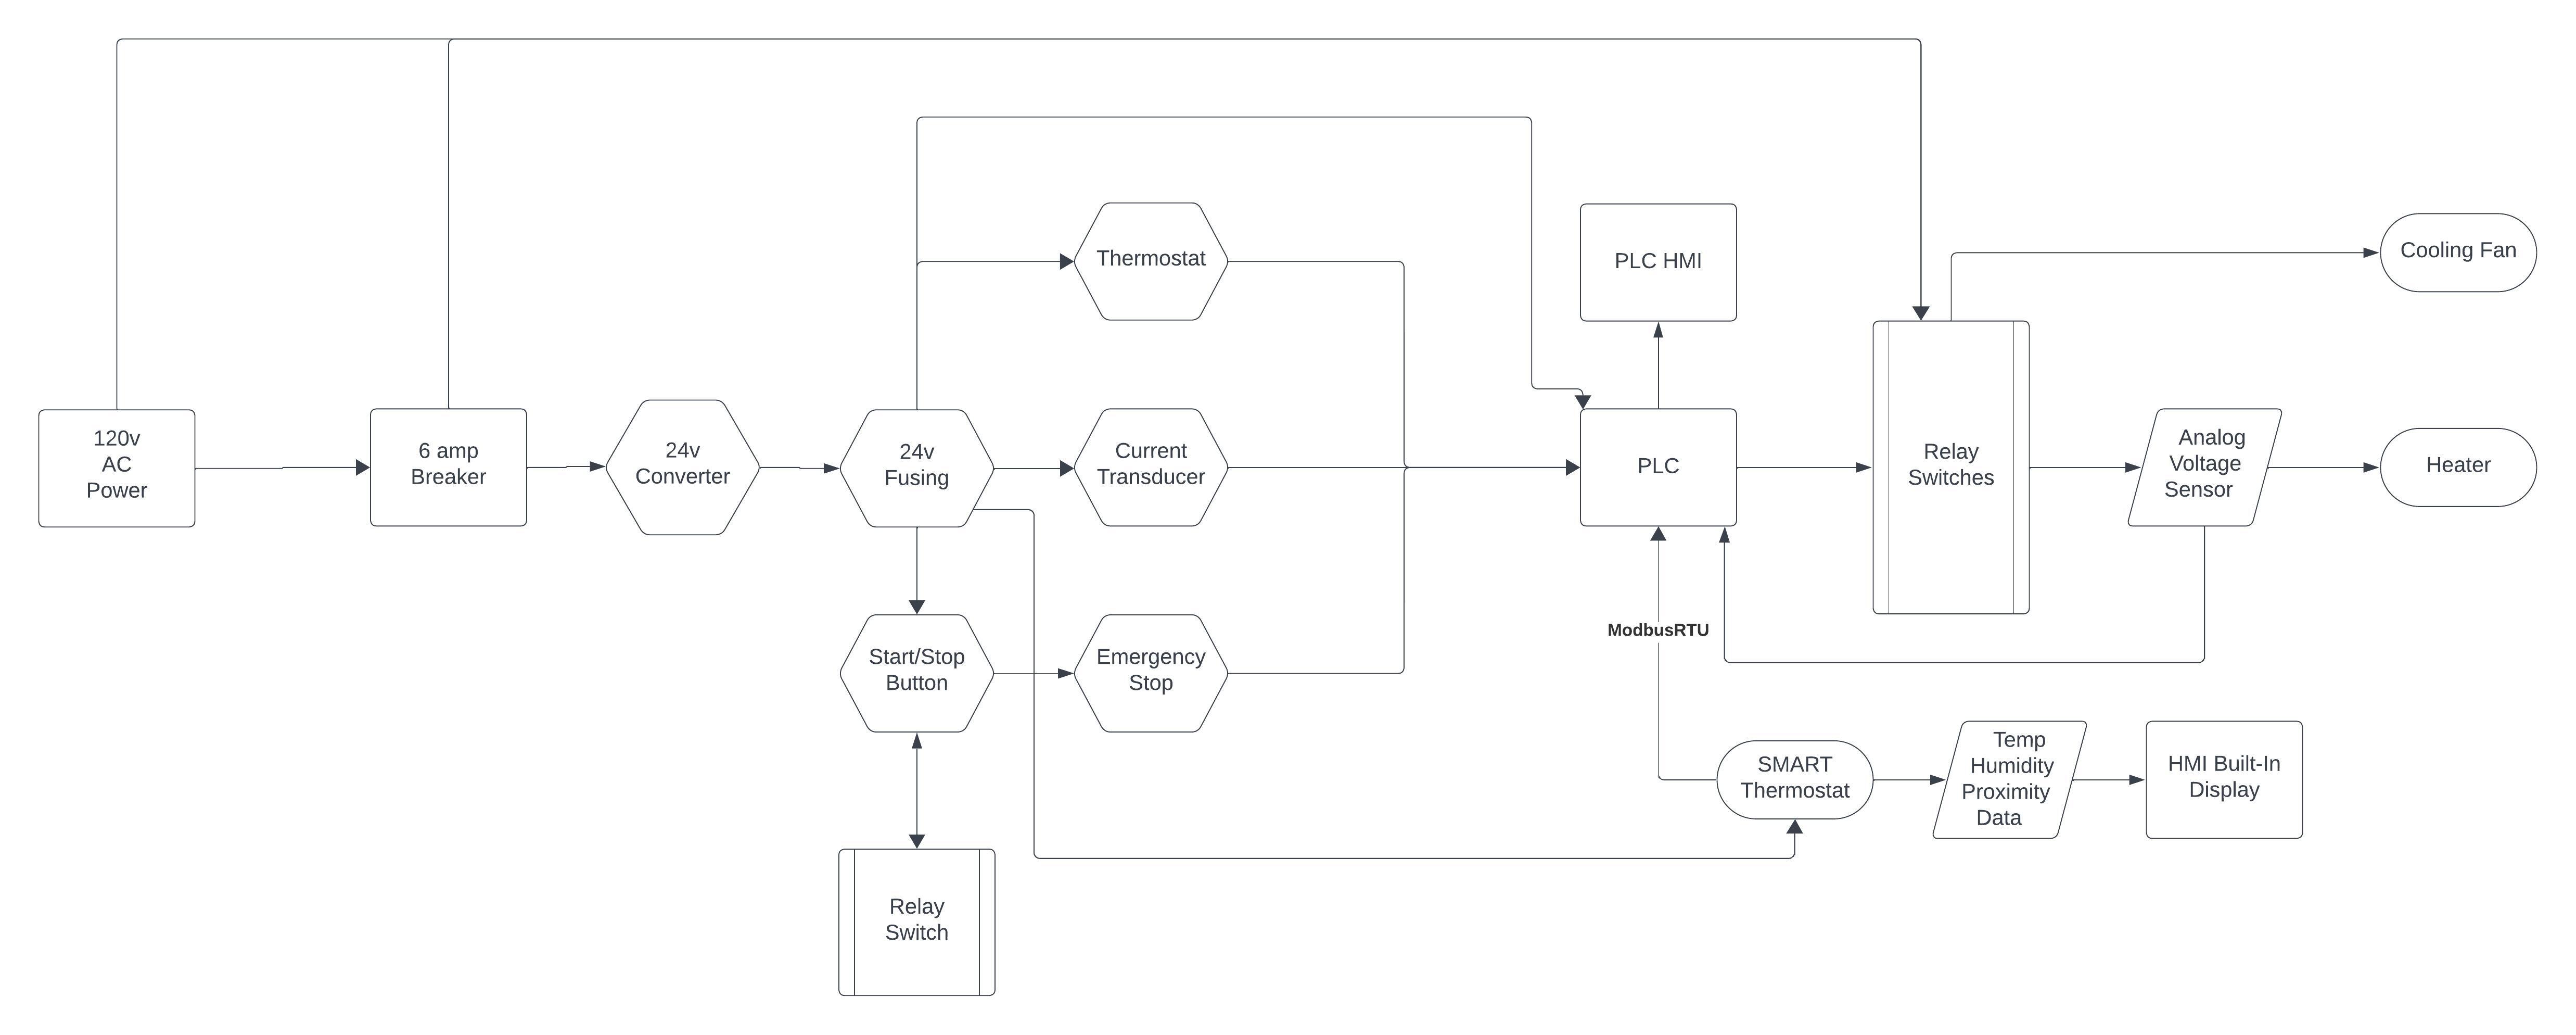 Thermostat
PLC HMI
Cooling Fan
120v
AC
Power
6 amp
Breaker
24v
Converter
24v
Fusing
Current
Transducer
PLC
Relay
Switches
Analog
Voltage
Sensor
Heater
Start/Stop
Button
Emergency
Stop
ModbusRTU
SMART
Thermostat
Temp
Humidity
Proximity
Data
HMI Built-In
Display
Relay
Switch